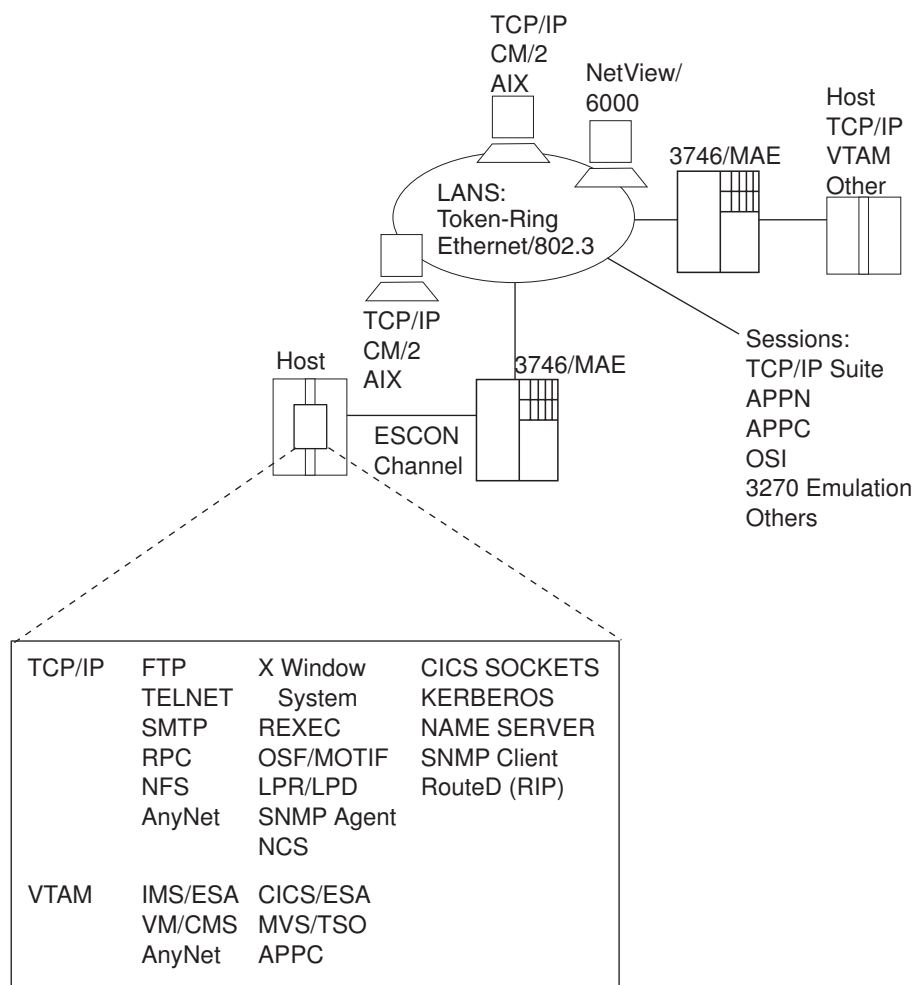 TCP/IP
CM/2
AIX
NetView/
6000
Host
TCP/IP
VTAM
Other
3746/MAE
LANS:
Token-Ring
Ethernet/802.3
TCP/IP
CM/2
AIX
Host
3746/MAE
ESCON
Channel
Sessions:
TCP/IP Suite
APPN
APPC
OSI
3270 Emulation
Others
TCP/IP FTP X Window CICS SOCKETS
TELNET System KERBEROS
SMTP REXEC NAME SERVER
RPC OSF/MOTIF SNMP Client
NFS LPR/LPD RouteD (RIP)
AnyNet SNMP Agent
NCS
VTAM IMS/ESA CICS/ESA
VM/CMS MVS/TSO
AnyNet APPC